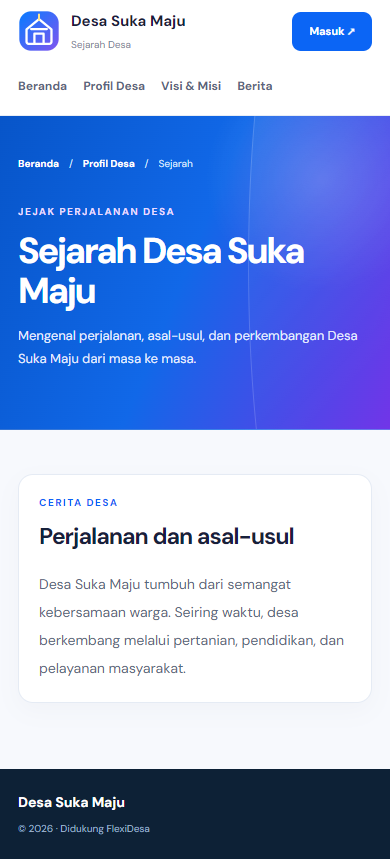 Desa Suka Maju
Sejarah Desa
Masuk ↗
Beranda Profil Desa Visi & Misi Berita
Beranda / Profil Desa / Sejarah
JEJAK PERJALANAN DESA
Sejarah Desa Suka
Maju
Mengenal perjalanan, asal-usul, dan perkembangan Desa
Suka Maju dari masa ke masa.
CERITA DESA
Perjalanan dan asal-usul
Desa Suka Maju tumbuh dari semangat
kebersamaan warga. Seiring waktu, desa
berkembang melalui pertanian, pendidikan, dan
pelayanan masyarakat.
Desa Suka Maju
© 2026 · Didukung FlexiDesa